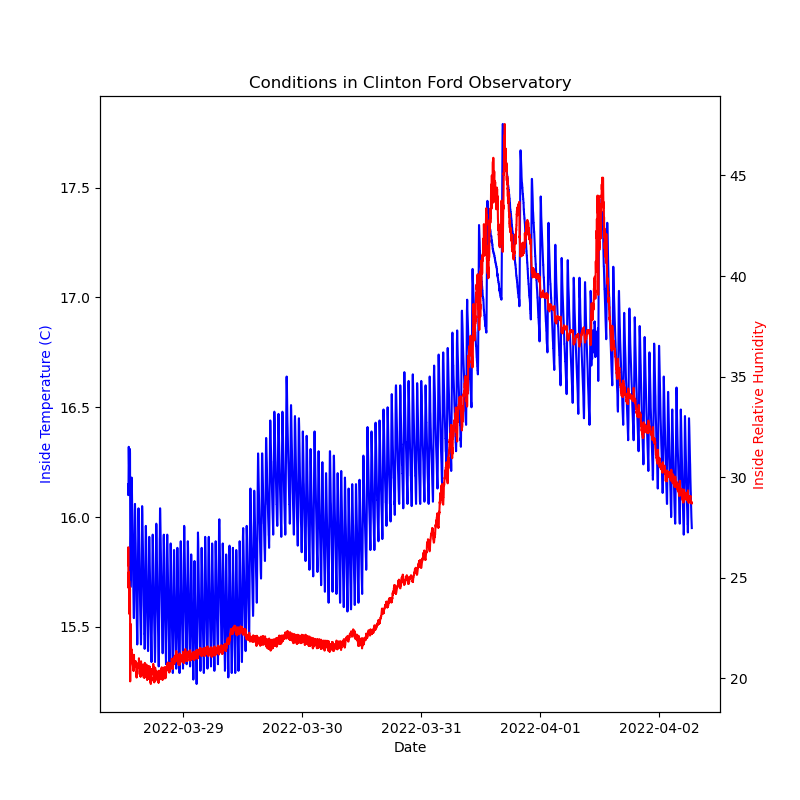 Conditions in Clinton Ford Observatory
17.5
17.0
16.5
16.0
15.5
Inside Temperature (C)
45
40
35
30
25
20
Inside Relative Humidity
2022-03-29 2022-03-30 2022-03-31 2022-04-01 2022-04-02
Date